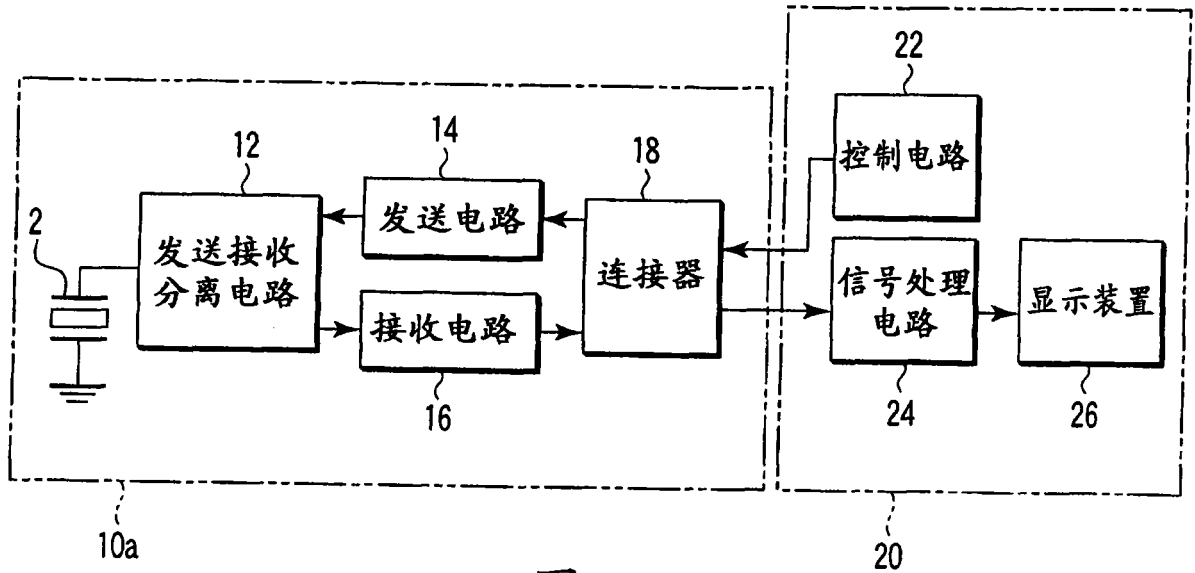 22
控制电路
12
14
18
2
发送接收
分离电路
发送电路
连接器
接收电路
信号处理
电路
显示装置
16
24
26
10a
20